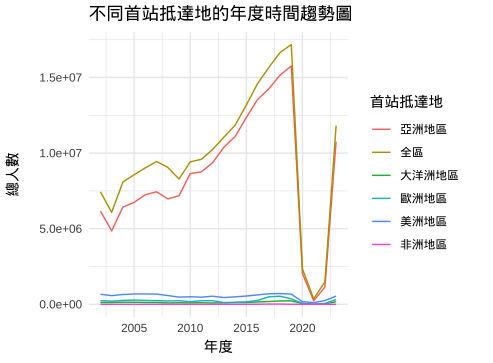 不同首站抵達地的年度時間趨勢圖
1.5e+07
1.0e+07
5.0e+06
0.0e+00
總人數
2005 2010 2015 2020
年度
首站抵達地
亞洲地區
全區
大洋洲地區
歐洲地區
美洲地區
非洲地區